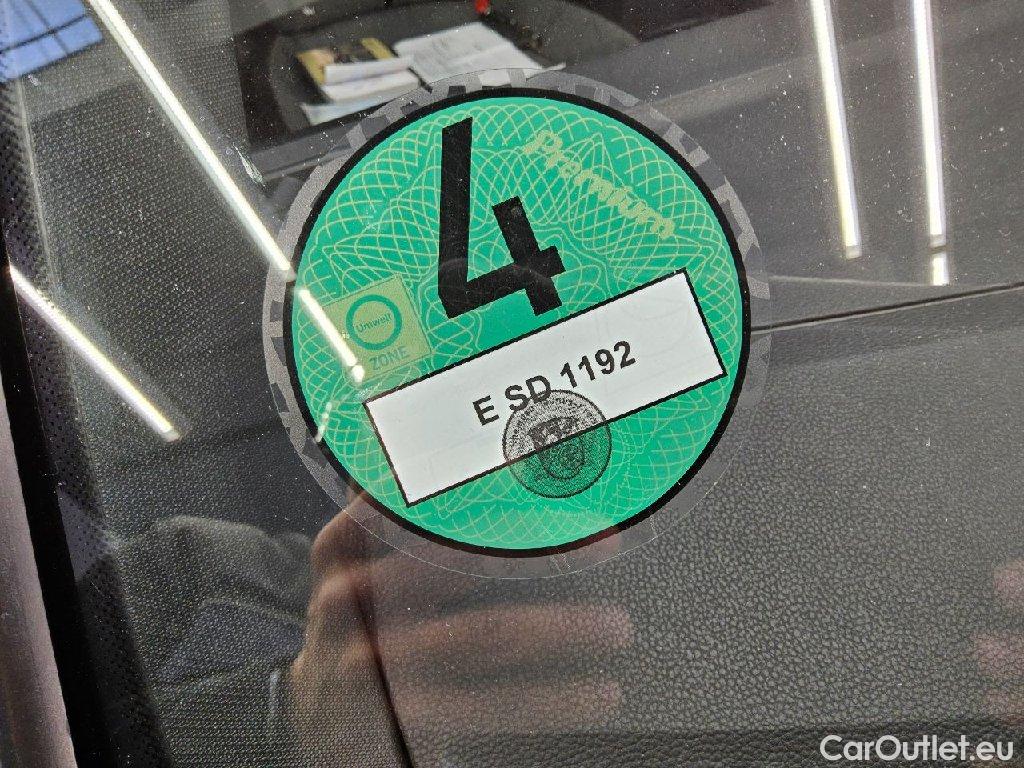 4
Premium
Umwelt
ZONE
E SD 1192
CarOutlet.eu